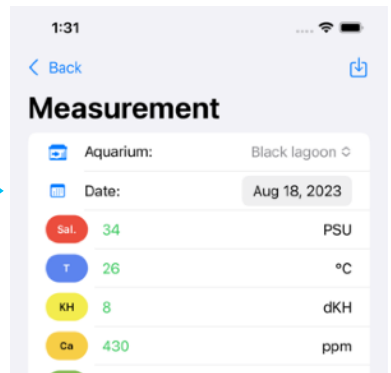 1:31
Back
Measurement
Aquarium: Black lagoon
Date: Aug 18, 2023
Sal. 34 PSU
T 26 °C
KH 8 dKH
Ca 430 ppm